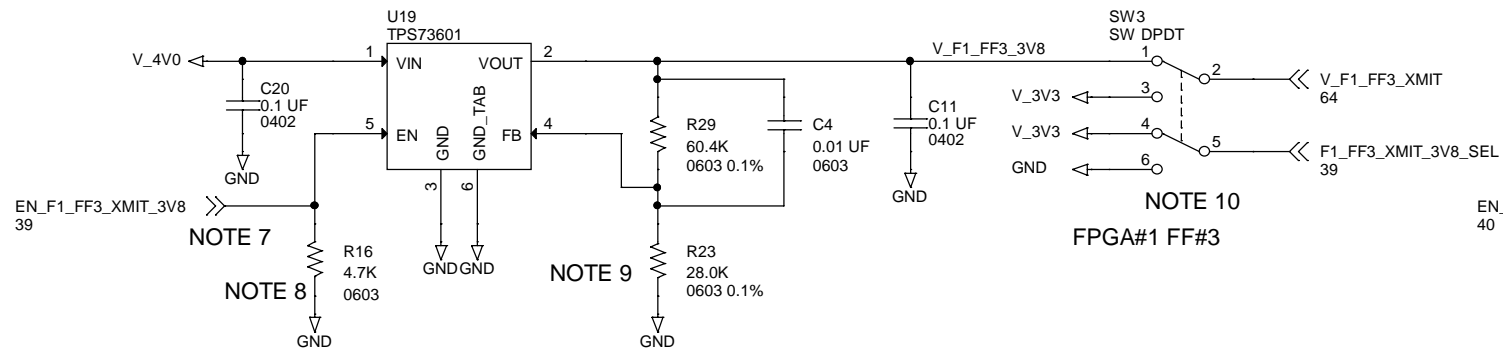 U19
TPS73601
V_4V0
1
VIN
VOUT
2
C20
0.1 UF
0402
GND
5
EN
GND
GND_TAB
FB
4
3
6
GND
GND
EN_F1_FF3_XMIT_3V8
39
NOTE 7
NOTE 8
R16
4.7K
0603
GND
R29
60.4K
0603 0.1%
C4
0.01 UF
0603
NOTE 9
R23
28.0K
0603 0.1%
GND
V_F1_FF3_3V8
C11
0.1 UF
0402
GND
SW3
SW DPDT
1
2
V_F1_FF3_XMIT
64
V_3V3
3
V_3V3
4
5
F1_FF3_XMIT_3V8_SEL
39
GND
6
NOTE 10
FPGA#1 FF#3
EN_
40